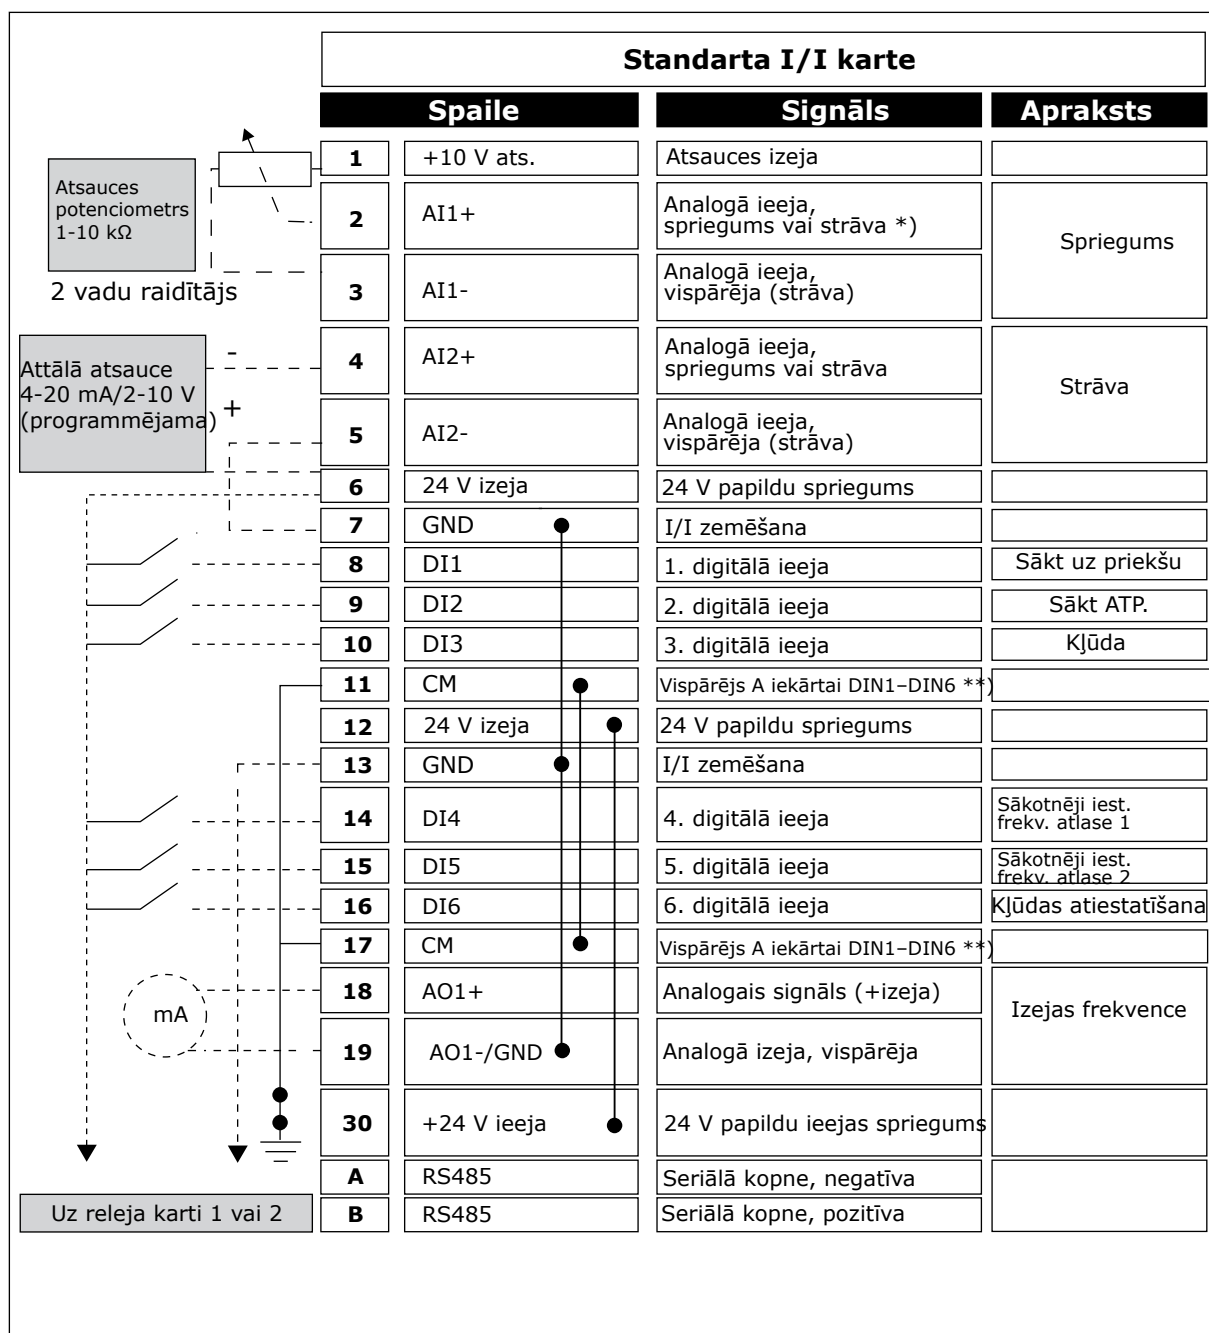 Standarta I/I karte
Spaile Signāls Apraksts
Atsauces
potenciometrs
1-10 kΩ
2 vadu raidītājs
Attālā atsauce
4-20 mA/2-10 V
(programmējama)
-
+
1 +10 V ats. Atsauces izeja
2 AI1+ Analogā ieeja,
spriegums vai strāva *)
Spriegums
3 AI1- Analogā ieeja,
vispārēja (strāva)
4 AI2+ Analogā ieeja,
spriegums vai strāva
Strāva
5 AI2- Analogā ieeja,
vispārēja (strāva)
6 24 V izeja 24 V papildu spriegums
7 GND I/I zemēšana
8 DI1 1. digitālā ieeja Sākt uz priekšu
9 DI2 2. digitālā ieeja Sākt ATP.
10 DI3 3. digitālā ieeja Kļūda
11 CM Vispārējs A iekārtai DIN1–DIN6 **)
12 24 V izeja 24 V papildu spriegums
13 GND I/I zemēšana
14 DI4 4. digitālā ieeja Sākotnēji iest.
frekv. atlase 1
15 DI5 5. digitālā ieeja Sākotnēji iest.
frekv. atlase 2
16 DI6 6. digitālā ieeja Kļūdas atiestatīšana
17 CM Vispārējs A iekārtai DIN1–DIN6 **)
18 AO1+ Analogais signāls (+izeja)
Izejas frekvence
mA
19 AO1-/GND Analogā izeja, vispārēja
30 +24 V ieeja 24 V papildu ieejas spriegums
A RS485 Seriālā kopne, negatīva
B RS485 Seriālā kopne, pozitīva
Uz releja karti 1 vai 2